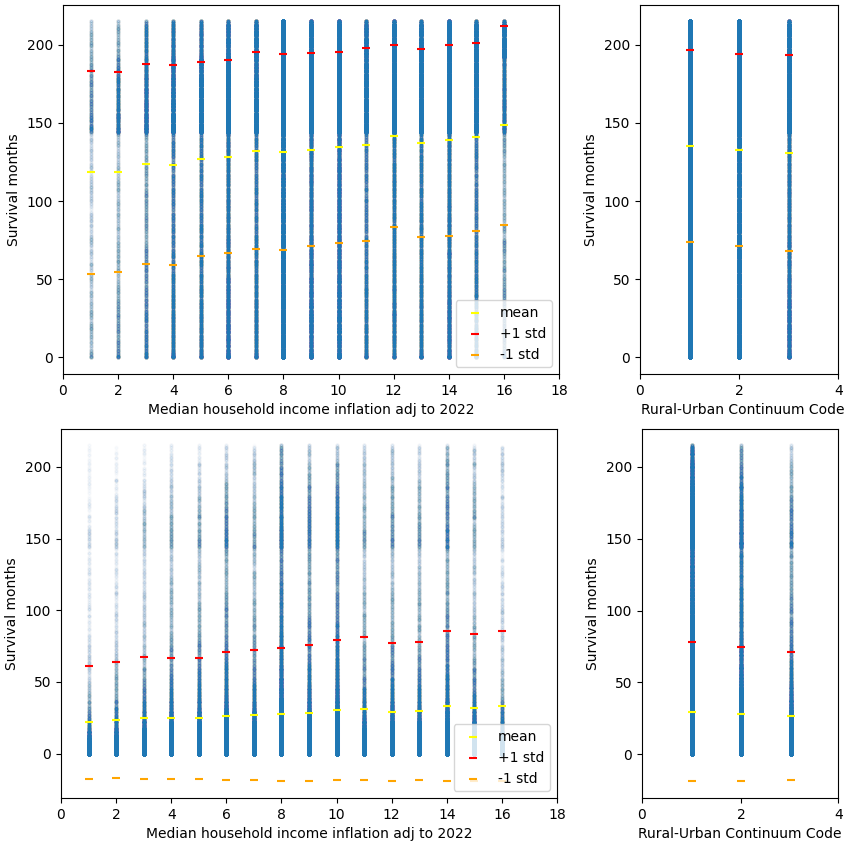 Survival months
200
150
100
50
0
0 2 4 6 8 10 12 14 16 18
Median household income inflation adj to 2022
mean
+1 std
-1 std
Survival months
200
150
100
50
0
0 2 4
Rural-Urban Continuum Code
Survival months
200
150
100
50
0
0 2 4 6 8 10 12 14 16 18
Median household income inflation adj to 2022
mean
+1 std
-1 std
Survival months
200
150
100
50
0
0 2 4
Rural-Urban Continuum Code